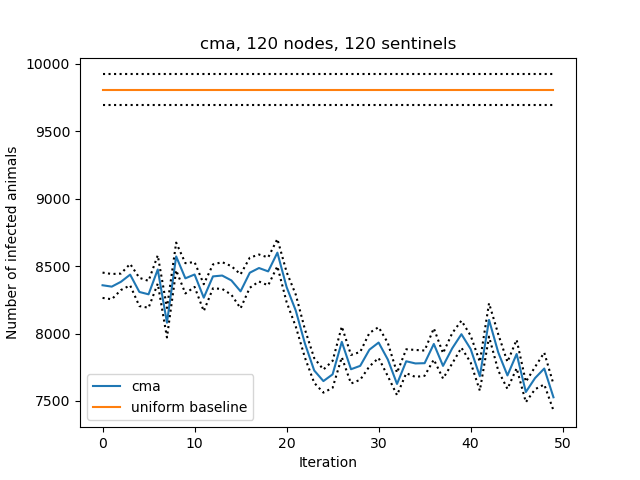 cma, 120 nodes, 120 sentinels
10000
9500
9000
8500
8000
7500
Number of infected animals
cma
uniform baseline
0
10
20
30
40
50
Iteration